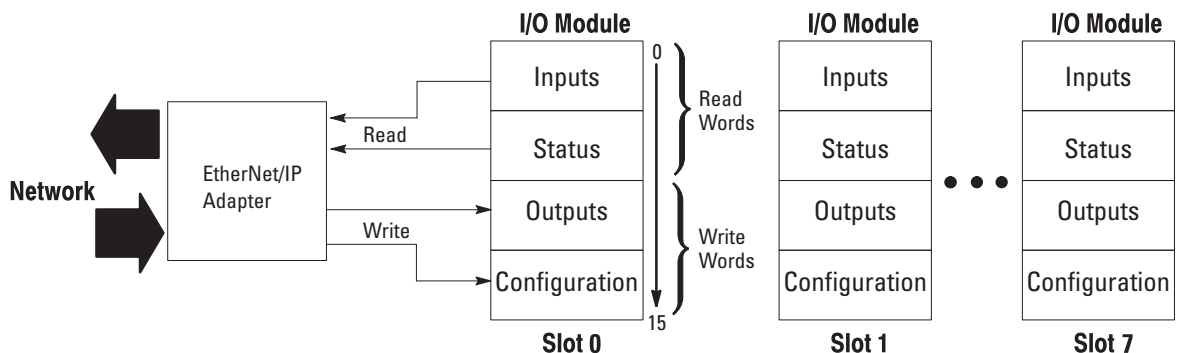 I/O Module
I/O Module
I/O Module
0
Inputs
Inputs
Inputs
Read
Words
Read
Status
Status
Status
EtherNet/IP
Adapter
Network
Outputs
Outputs
Outputs
Write
Write
Words
Configuration
Configuration
Configuration
15
Slot 0
Slot 1
Slot 7